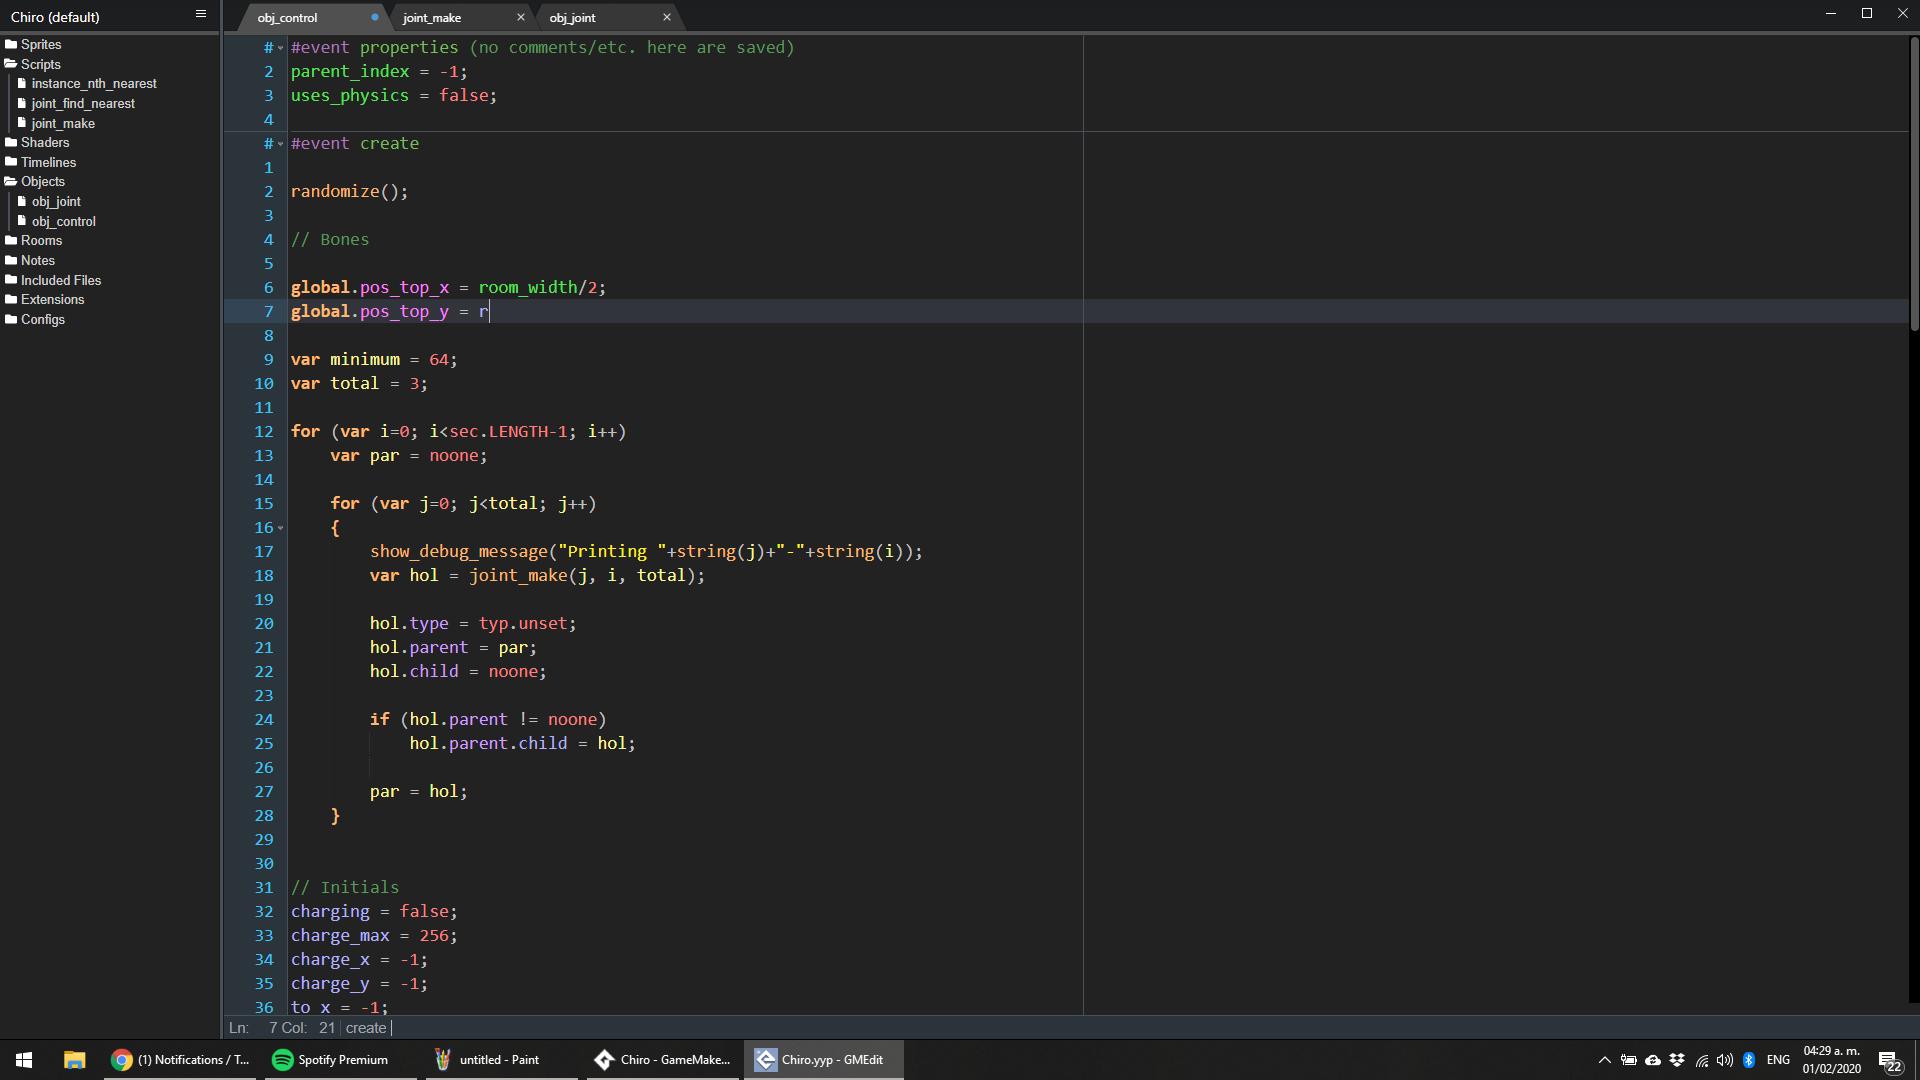 Chiro (default)
obj_control
joint_make
obj_joint
Sprites
Scripts
instance_nth_nearest
joint_find_nearest
joint_make
Shaders
Timelines
Objects
obj_joint
obj_control
Rooms
Notes
Included Files
Extensions
Configs
# #event properties (no comments/etc. here are saved)
2 parent_index = -1;
3 uses_physics = false;
4
# #event create
1
2 randomize();
3
4 // Bones
5
6 global.pos_top_x = room_width/2;
7 global.pos_top_y = r
8
9 var minimum = 64;
10 var total = 3;
11
12 for (var i=0; i<sec.LENGTH-1; i++)
13 var par = noone;
14
15 for (var j=0; j<total; j++)
16 {
17 show_debug_message("Printing "+string(j)+"-"+string(i));
18 var hol = joint_make(j, i, total);
19
20 hol.type = typ.unset;
21 hol.parent = par;
22 hol.child = noone;
23
24 if (hol.parent != noone)
25 hol.parent.child = hol;
26
27 par = hol;
28 }
29
30
31 // Initials
32 charging = false;
33 charge_max = 256;
34 charge_x = -1;
35 charge_y = -1;
36 to_x = -1;
Ln: 7 Col: 21 create
(1) Notifications / T...
Spotify Premium
untitled - Paint
Chiro - GameMake...
Chiro.yyp - GMEdit
ENG
04:29 a. m.
01/02/2020
22